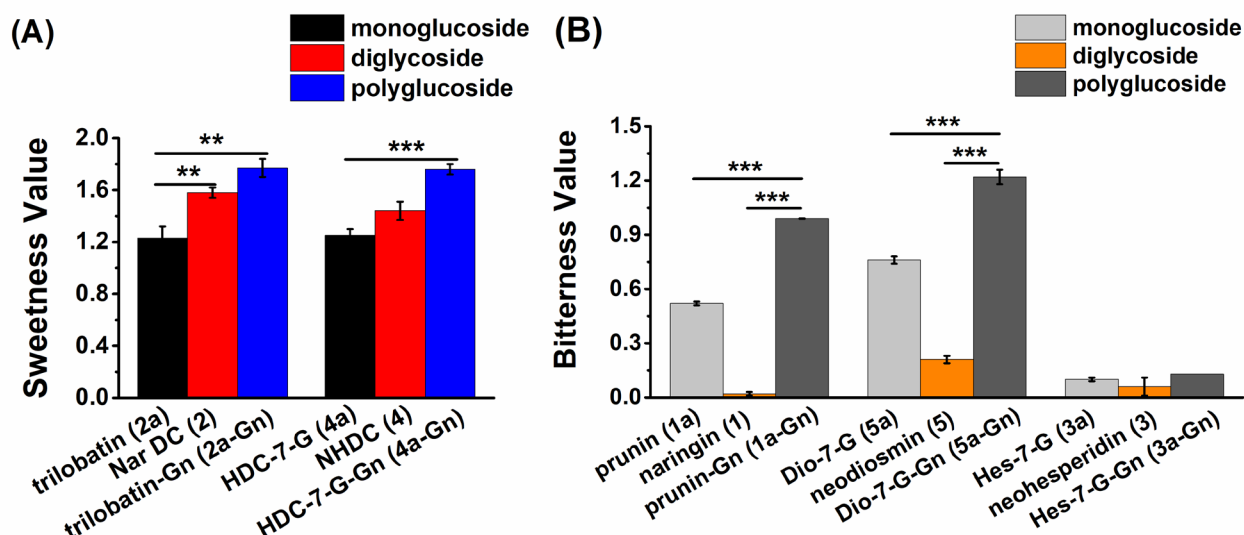 (A)
monoglucoside
diglycoside
polyglucoside
Sweetness Value
2.0
1.6
1.2
0.8
0.4
0.0
**
**
***
trilobatin (2a)
Nar DC (2)
trilobatin-Gn (2a-Gn)
HDC-7-G (4a)
NHDC (4)
HDC-7-G-Gn (4a-Gn)
(B)
monoglucoside
diglycoside
polyglucoside
Bitterness Value
1.5
1.2
0.9
0.6
0.3
0.0
***
***
***
***
prunin (1a)
naringin (1)
prunin-Gn (1a-Gn)
Dio-7-G (5a)
neodiosmin (5)
Dio-7-G-Gn (5a-Gn)
Hes-7-G (3a)
neohesperidin (3)
Hes-7-G-Gn (3a-Gn)